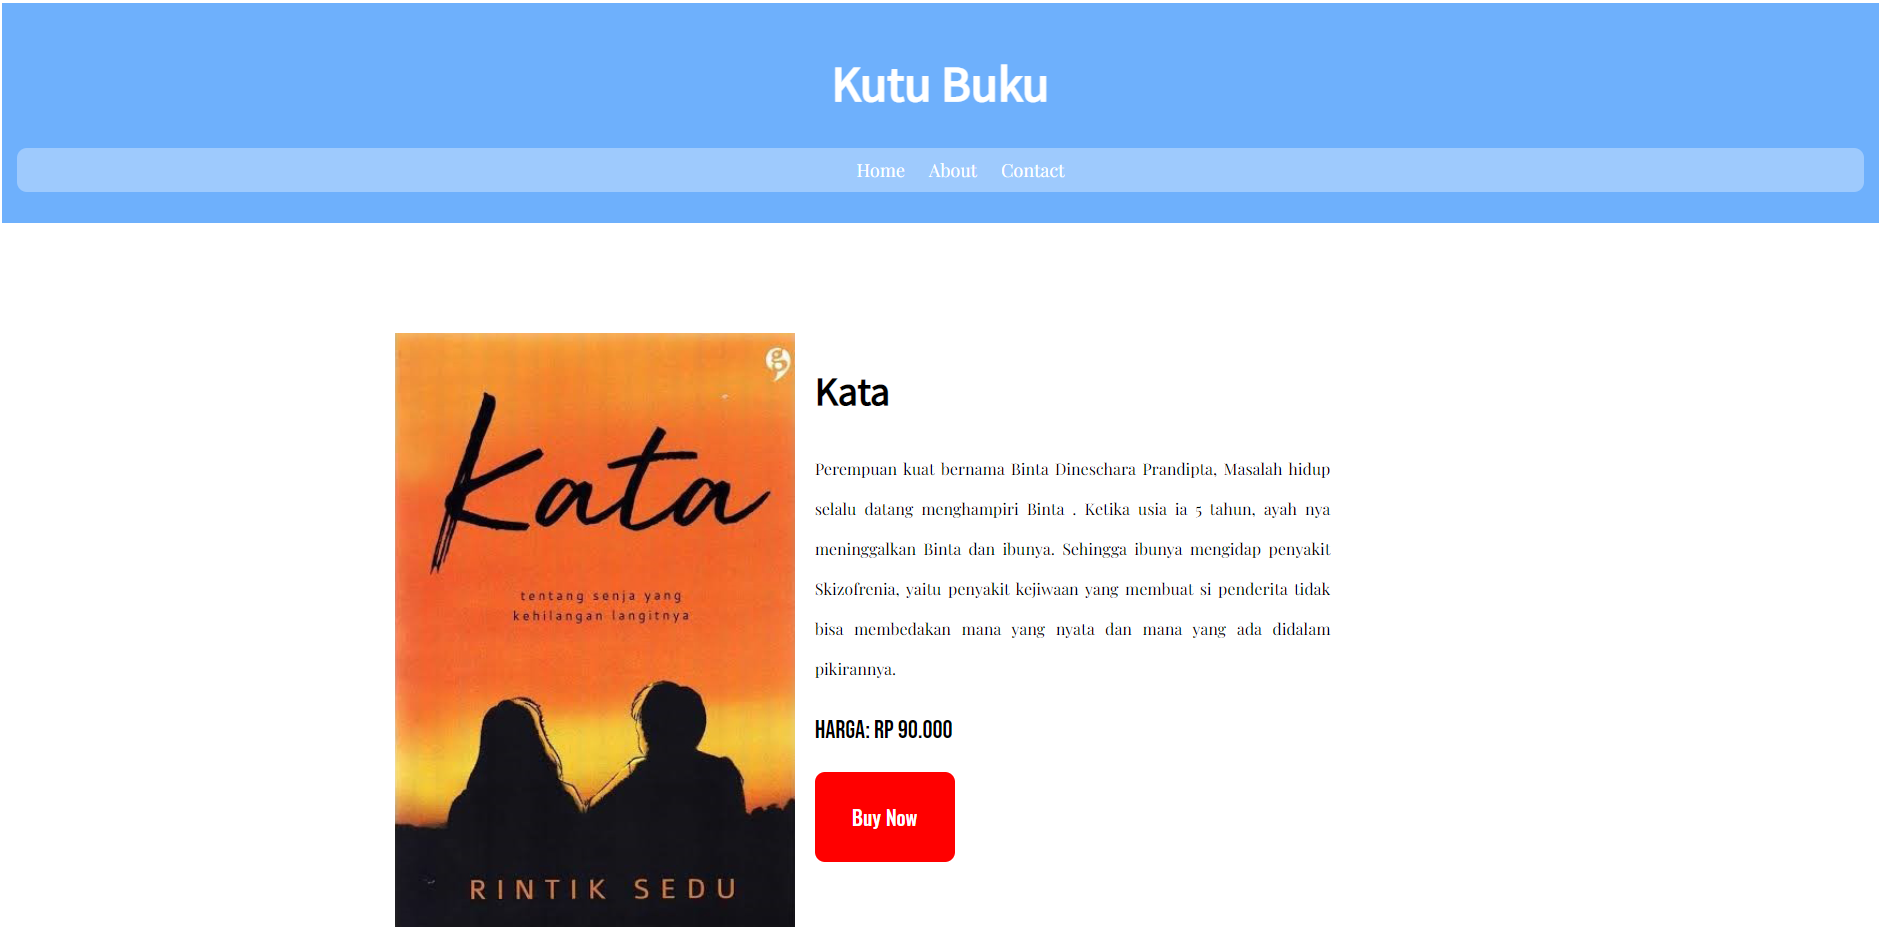 Kutu Buku
Home About Contact
Kata
tentang senja yang
kehilangan langitnya
RINTIK SEDU
Kata
Perempuan kuat bernama Binta Dineschara Prandipta, Masalah hidup
selalu datang menghampiri Binta . Ketika usia ia 5 tahun, ayah nya
meninggalkan Binta dan ibunya. Sehingga ibunya mengidap penyakit
Skizofrenia, yaitu penyakit kejiwaan yang membuat si penderita tidak
bisa membedakan mana yang nyata dan mana yang ada didalam
pikirannya.
HARGA: RP 90.000
Buy Now